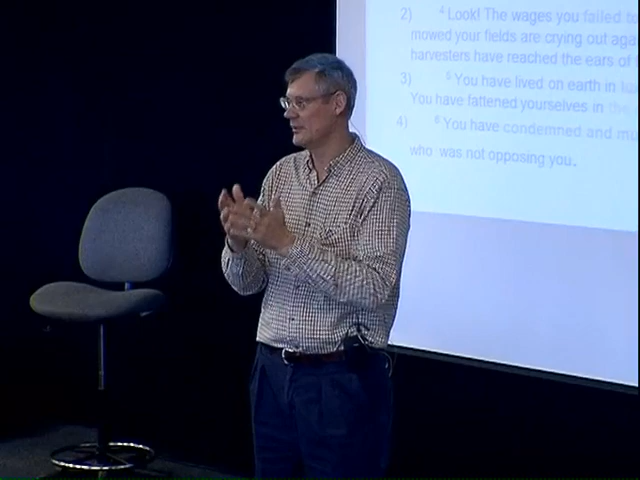 2) ⁴ Look! The wages you failed
mowed your fields are crying out
harvesters have reached the ears of
3) ⁵ You have lived on earth in
You have fattened yourselves in the
4) ⁶ You have condemned and
who was not opposing you.